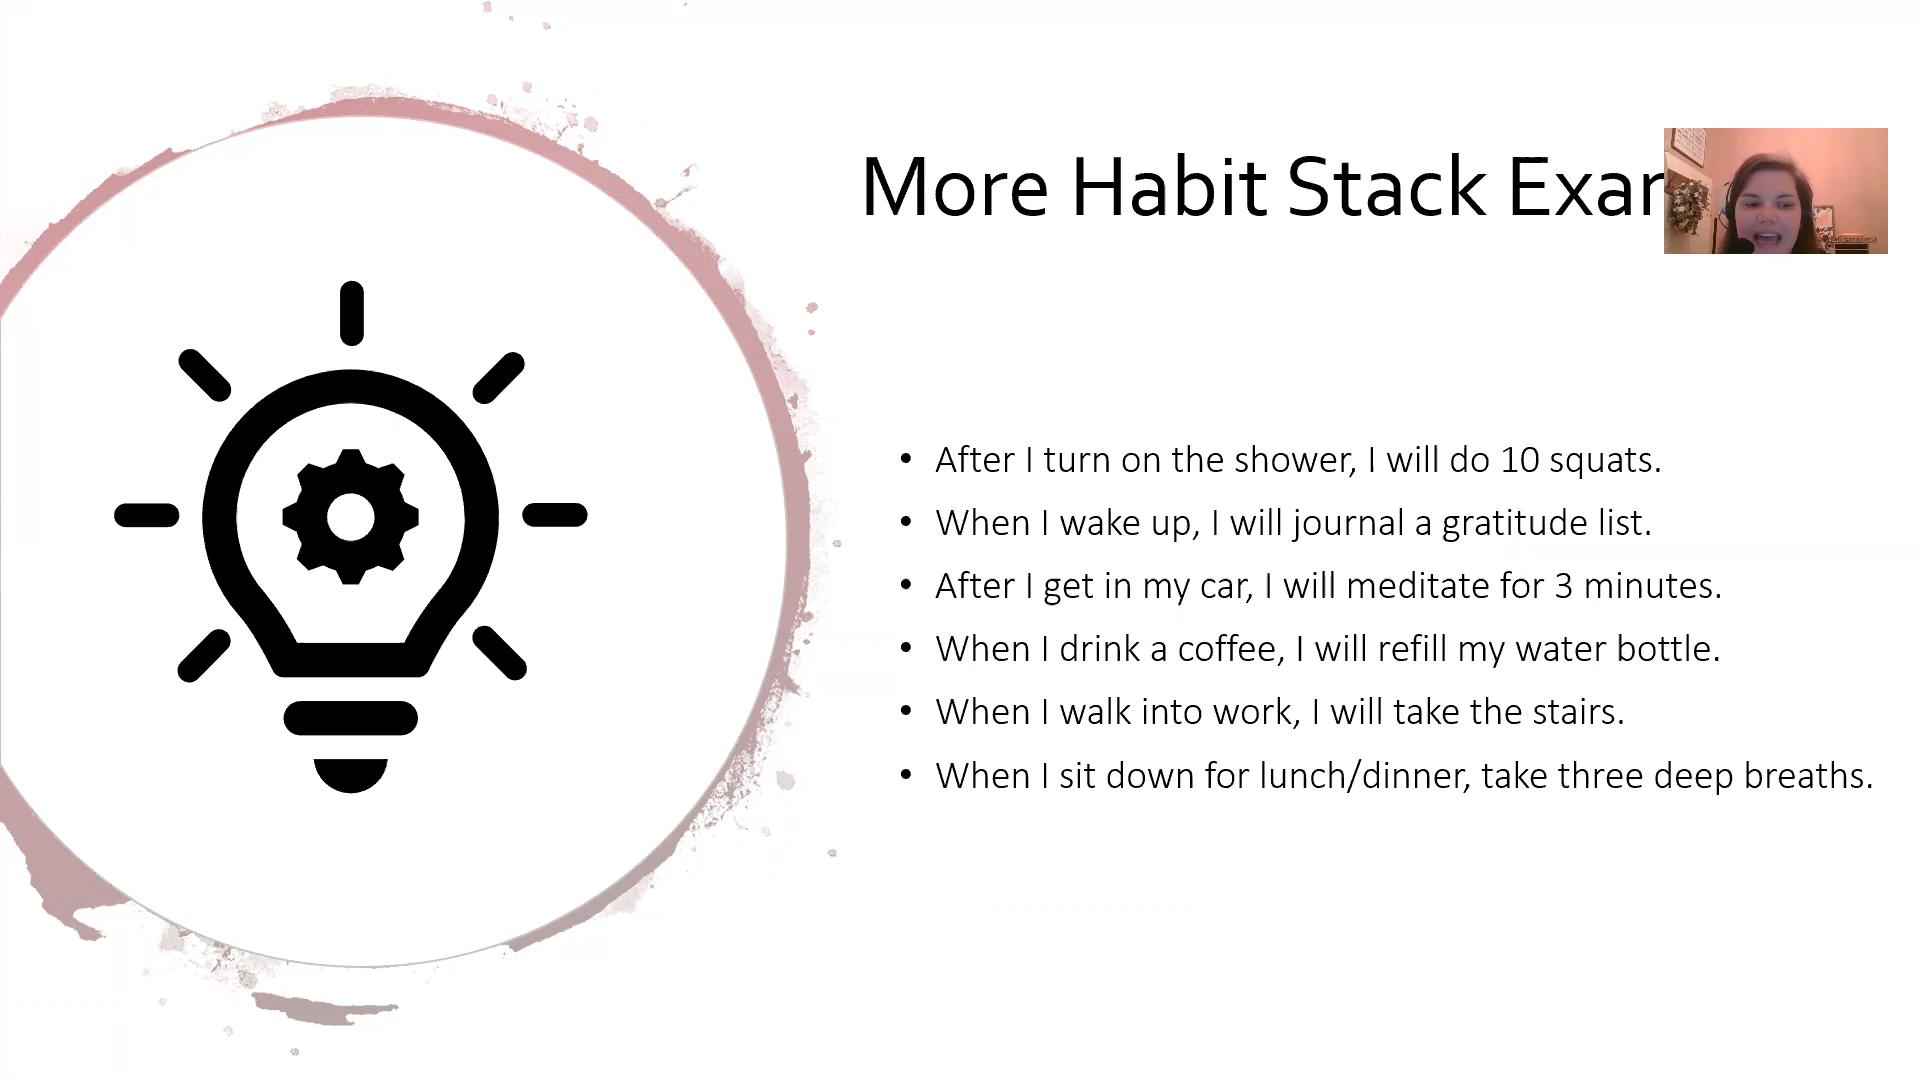 More Habit Stack Exam
• After I turn on the shower, I will do 10 squats.
• When I wake up, I will journal a gratitude list.
• After I get in my car, I will meditate for 3 minutes.
• When I drink a coffee, I will refill my water bottle.
• When I walk into work, I will take the stairs.
• When I sit down for lunch/dinner, take three deep breaths.